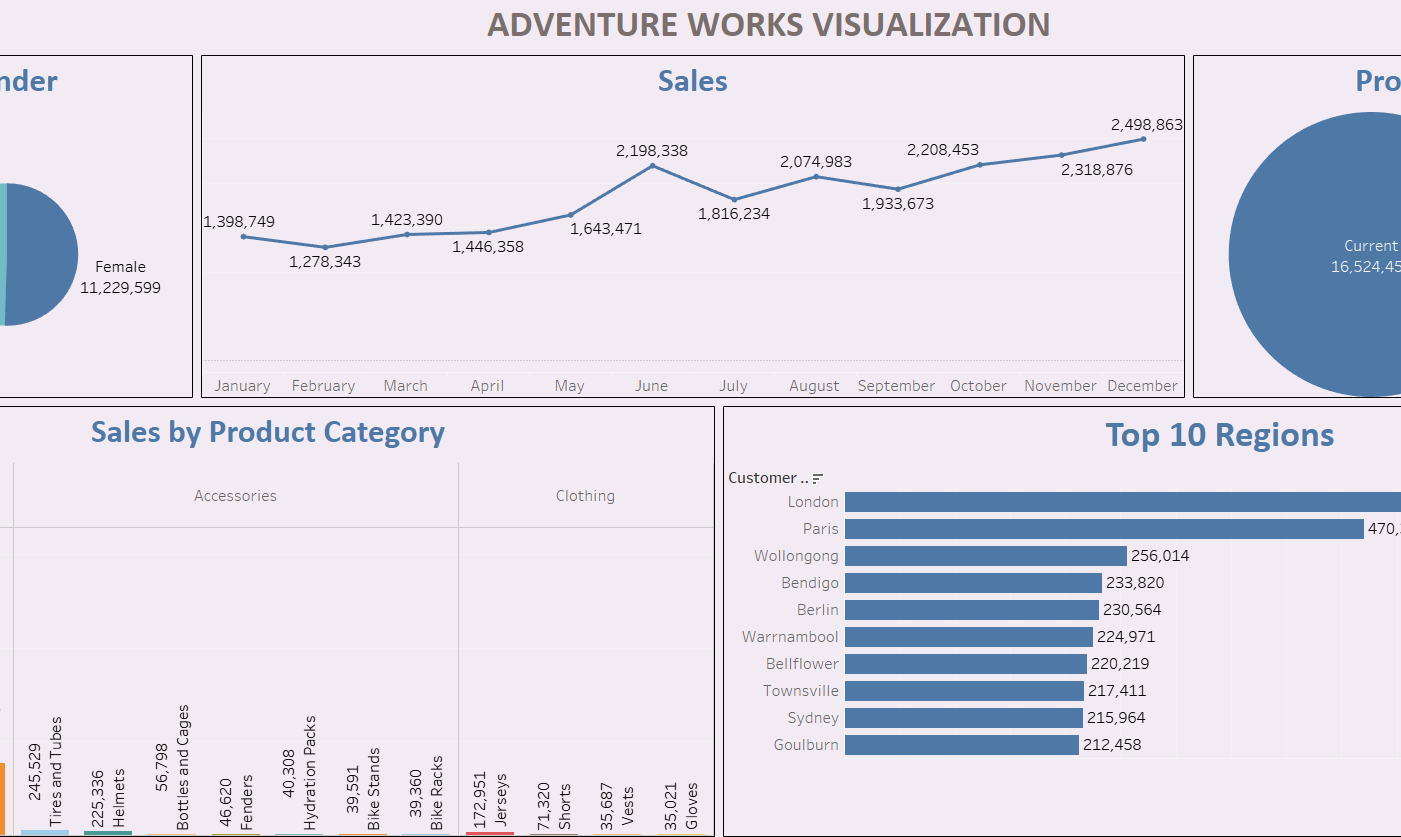 ADVENTURE WORKS VISUALIZATION
nder
Female
11,229,599
Sales
1,398,749
1,278,343
1,423,390
1,446,358
1,643,471
2,198,338
1,816,234
2,074,983
1,933,673
2,208,453
2,318,876
2,498,863
January February March April May June July August September October November December
Pro
Current
16,524,45
Sales by Product Category
Accessories
Clothing
245,529
Tires and Tubes
225,336
Helmets
56,798
Bottles and Cages
46,620
Fenders
40,308
Hydration Packs
39,591
Bike Stands
39,360
Bike Racks
172,951
Jerseys
71,320
Shorts
35,687
Vests
35,021
Gloves
Top 10 Regions
Customer ..
London
Paris 470,
Wollongong 256,014
Bendigo 233,820
Berlin 230,564
Warrnambool 224,971
Bellflower 220,219
Townsville 217,411
Sydney 215,964
Goulburn 212,458